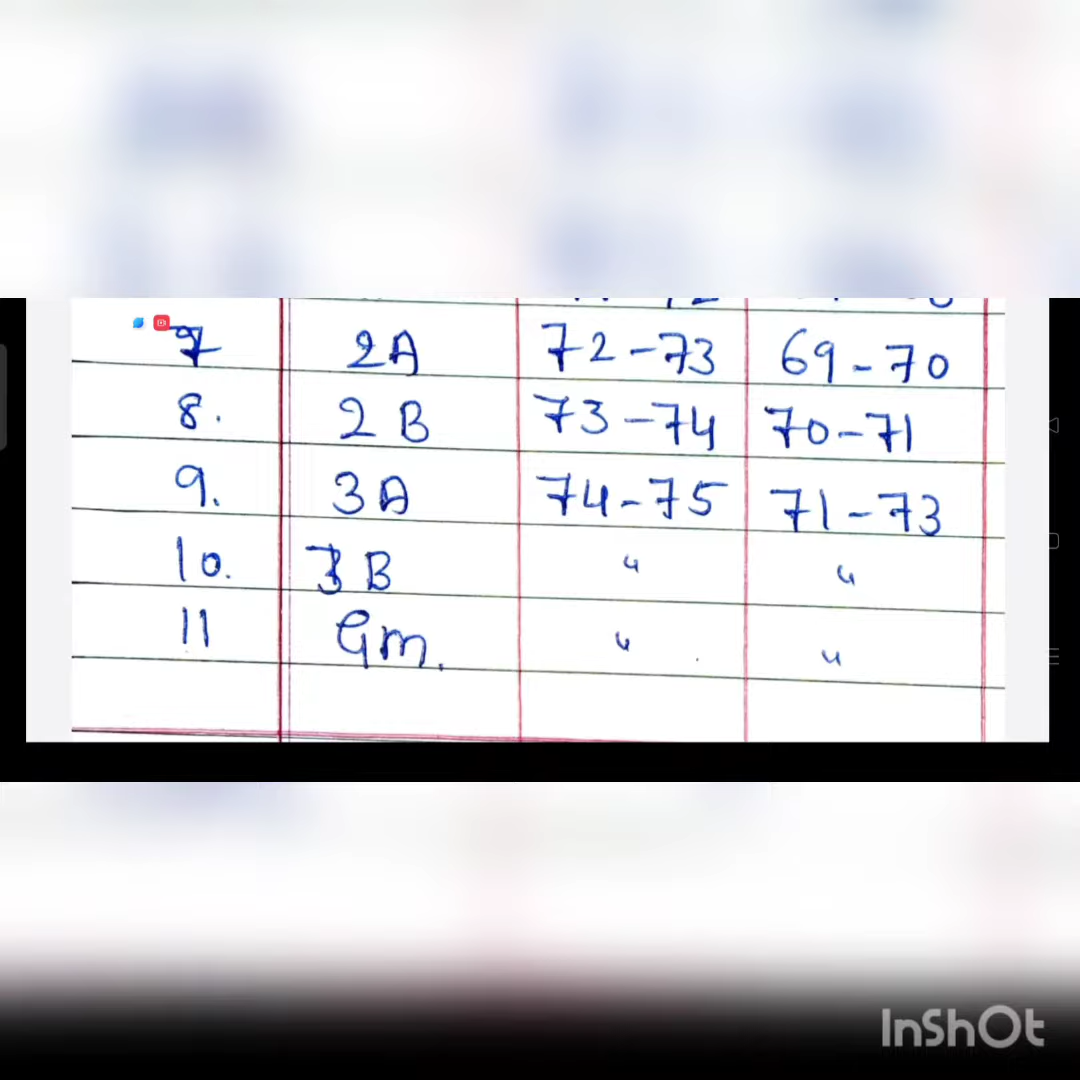 7 2A 72-73 69-70
8. 2B 73-74 70-71
9. 3A 74-75 71-73
10. 3B " "
11 Gm. " "
InShOt